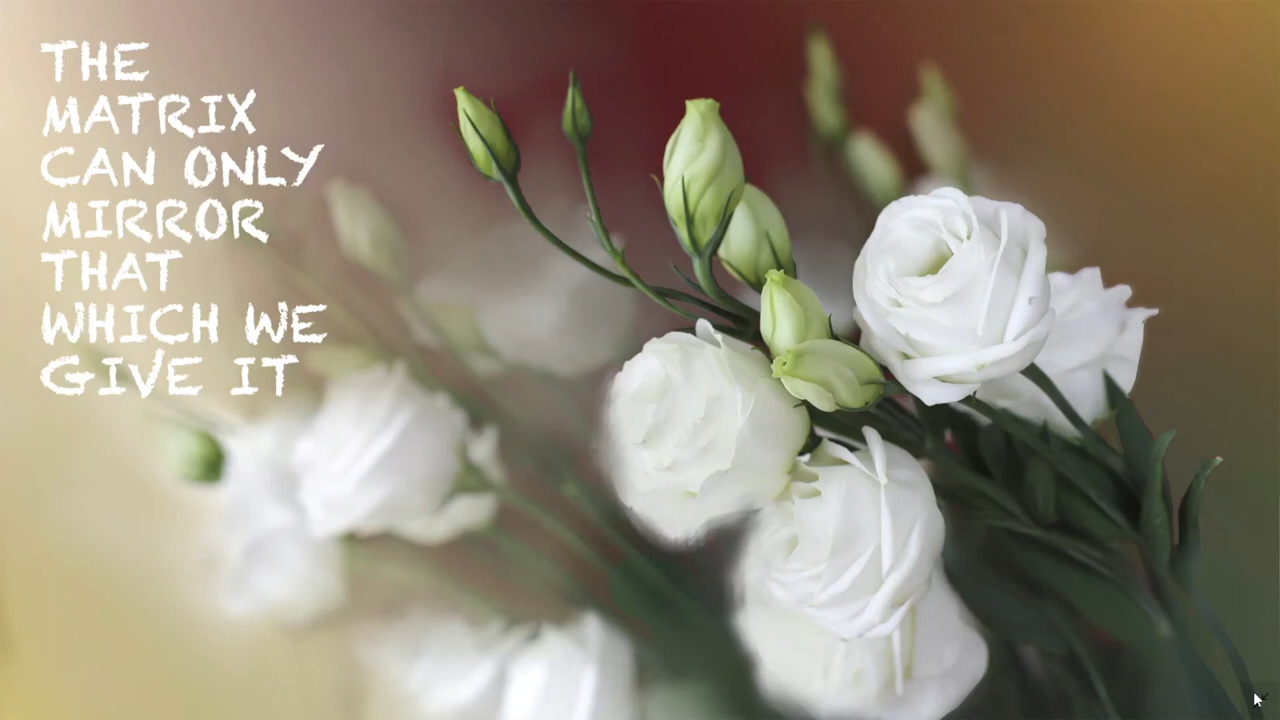 THE
MATRIX
CAN ONLY
MIRROR
THAT
WHICH WE
GIVE IT